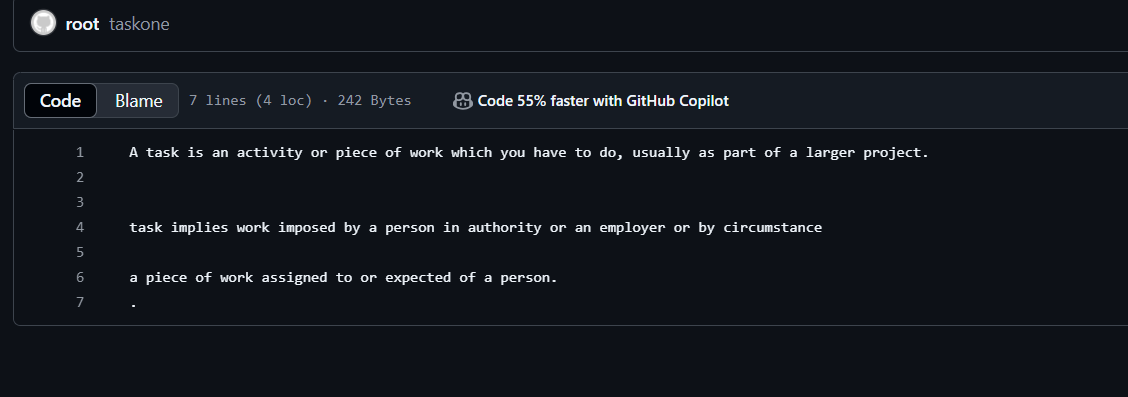 root taskone
Code Blame 7 lines (4 loc) · 242 Bytes Code 55% faster with GitHub Copilot
1 A task is an activity or piece of work which you have to do, usually as part of a larger project.
2
3
4 task implies work imposed by a person in authority or an employer or by circumstance
5
6 a piece of work assigned to or expected of a person.
7 .